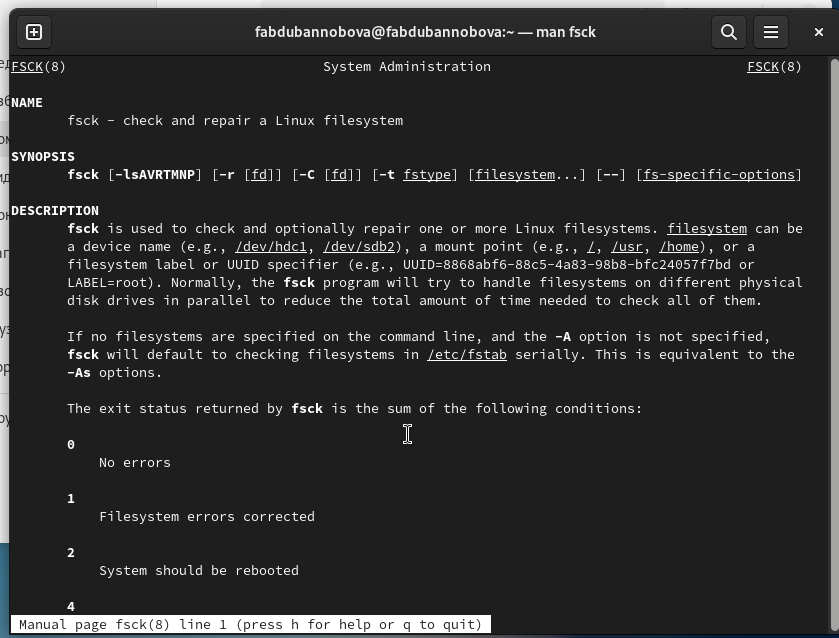 fabdubannobova@fabdubannobova:~ — man fsck
FSCK(8) System Administration FSCK(8)
NAME
fsck - check and repair a Linux filesystem
SYNOPSIS
fsck [-lsAVRTMNP] [-r [fd]] [-C [fd]] [-t fstype] [filesystem...] [--] [fs-specific-options]
DESCRIPTION
fsck is used to check and optionally repair one or more Linux filesystems. filesystem can be
a device name (e.g., /dev/hdc1, /dev/sdb2), a mount point (e.g., /, /usr, /home), or a
filesystem label or UUID specifier (e.g., UUID=8868abf6-88c5-4a83-98b8-bfc24057f7bd or
LABEL=root). Normally, the fsck program will try to handle filesystems on different physical
disk drives in parallel to reduce the total amount of time needed to check all of them.
If no filesystems are specified on the command line, and the -A option is not specified,
fsck will default to checking filesystems in /etc/fstab serially. This is equivalent to the
-As options.
The exit status returned by fsck is the sum of the following conditions:
0
No errors
1
Filesystem errors corrected
2
System should be rebooted
4
Manual page fsck(8) line 1 (press h for help or q to quit)